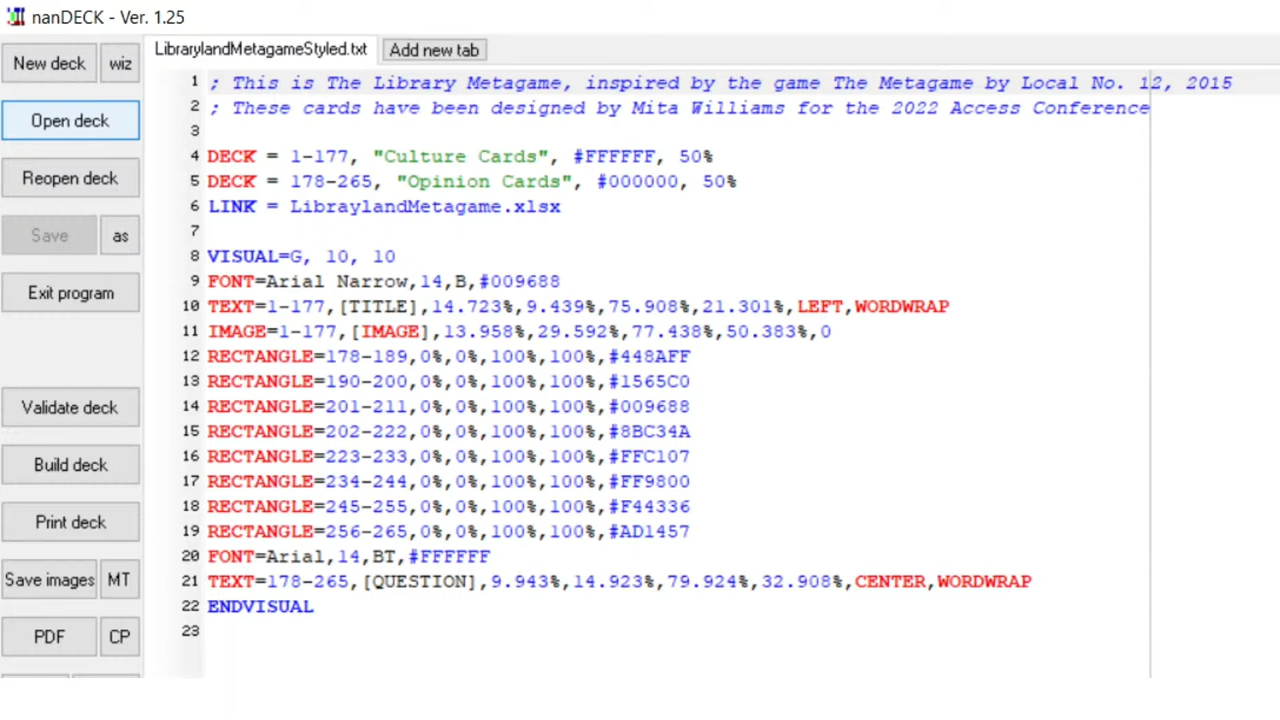 nanDECK - Ver. 1.25
New deck
wiz
Open deck
Reopen deck
Save
as
Exit program
Validate deck
Build deck
Print deck
Save images
MT
PDF
CP
LibrarylandMetagameStyled.txt
Add new tab
1 ; This is The Library Metagame, inspired by the game The Metagame by Local No. 12, 2015
2 ; These cards have been designed by Mita Williams for the 2022 Access Conference
3
4 DECK = 1-177, "Culture Cards", #FFFFFF, 50%
5 DECK = 178-265, "Opinion Cards", #000000, 50%
6 LINK = LibraylandMetagame.xlsx
7
8 VISUAL=G, 10, 10
9 FONT=Arial Narrow,14,B,#009688
10 TEXT=1-177,[TITLE],14.723%,9.439%,75.908%,21.301%,LEFT,WORDWRAP
11 IMAGE=1-177,[IMAGE],13.958%,29.592%,77.438%,50.383%,0
12 RECTANGLE=178-189,0%,0%,100%,100%,#448AFF
13 RECTANGLE=190-200,0%,0%,100%,100%,#1565C0
14 RECTANGLE=201-211,0%,0%,100%,100%,#009688
15 RECTANGLE=202-222,0%,0%,100%,100%,#8BC34A
16 RECTANGLE=223-233,0%,0%,100%,100%,#FFC107
17 RECTANGLE=234-244,0%,0%,100%,100%,#FF9800
18 RECTANGLE=245-255,0%,0%,100%,100%,#F44336
19 RECTANGLE=256-265,0%,0%,100%,100%,#AD1457
20 FONT=Arial,14,BT,#FFFFFF
21 TEXT=178-265,[QUESTION],9.943%,14.923%,79.924%,32.908%,CENTER,WORDWRAP
22 ENDVISUAL
23